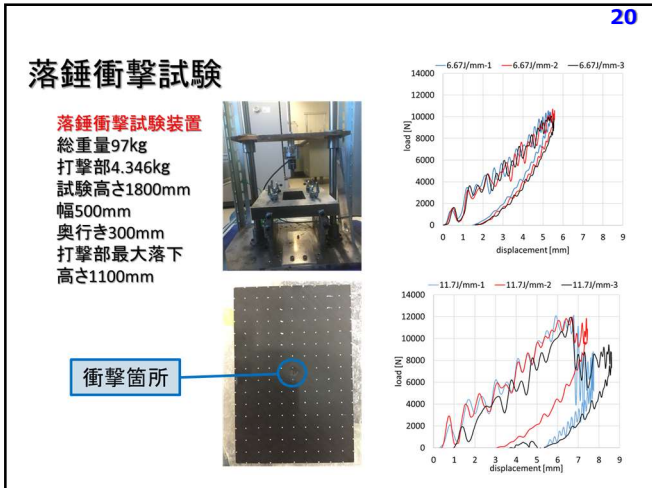 20
落錘衝撃試験
落錘衝撃試験装置
総重量97kg
打撃部4.346kg
試験高さ1800mm
幅500mm
奥行き300mm
打撃部最大落下
高さ1100mm
衝撃箇所
6.67J/mm-1 6.67J/mm-2 6.67J/mm-3
14000
12000
10000
8000
6000
4000
2000
0
load [N]
0 1 2 3 4 5 6 7 8 9
displacement [mm]
11.7J/mm-1 11.7J/mm-2 11.7J/mm-3
14000
12000
10000
8000
6000
4000
2000
0
load [N]
0 1 2 3 4 5 6 7 8 9
displacement [mm]